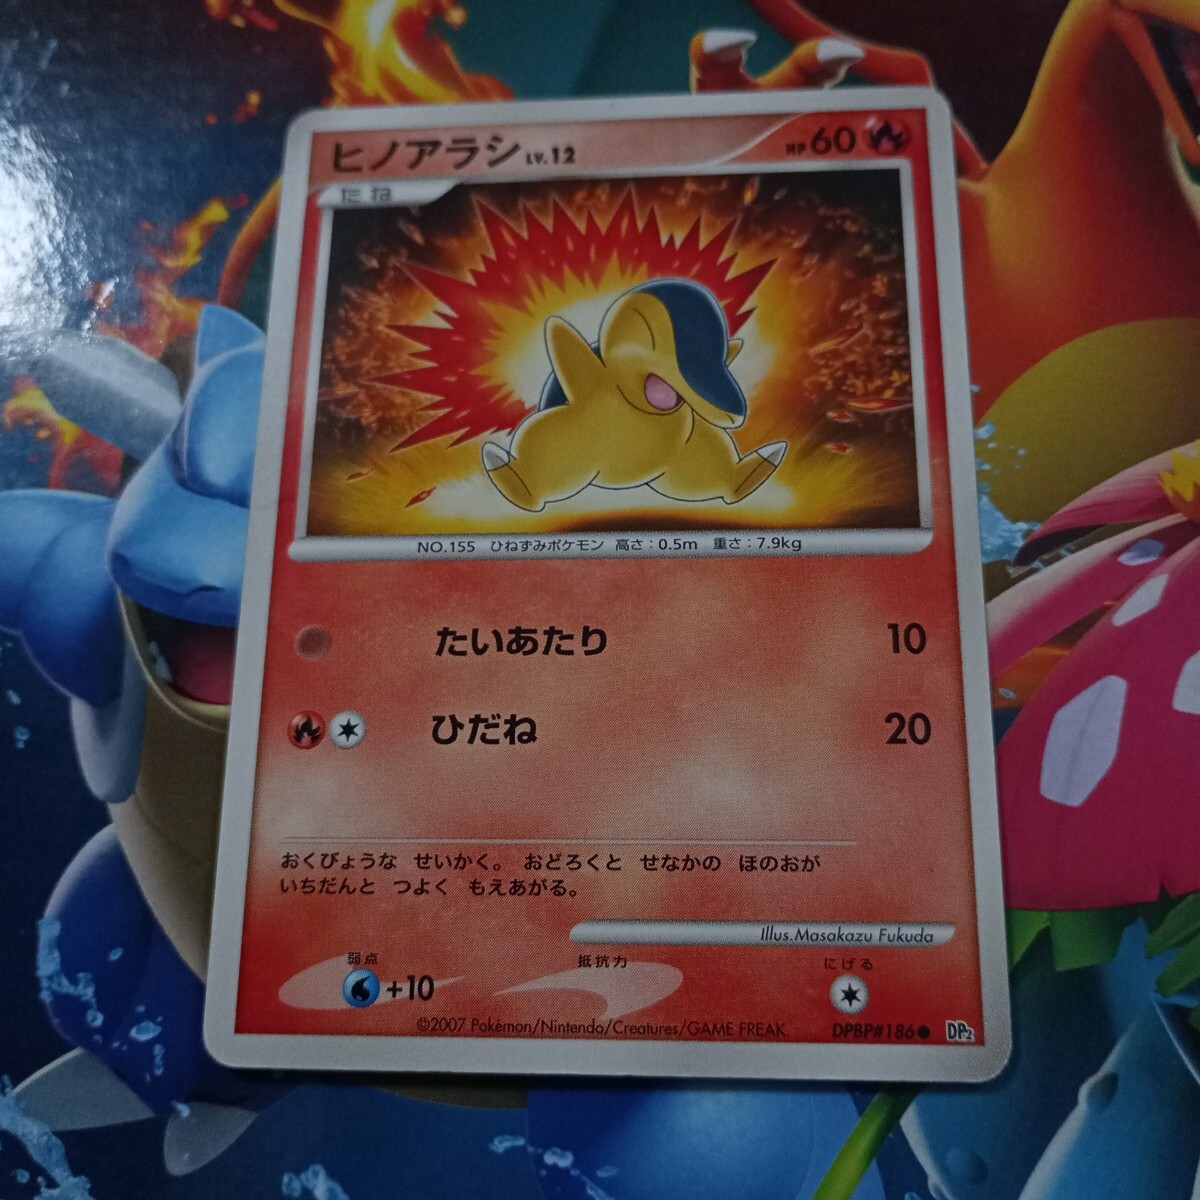 ヒノアラシ LV.12 HP 60
たね
NO.155 ひねずみポケモン 高さ:0.5m 重さ:7.9kg
たいあたり 10
ひだね 20
おくびょうな せいかく。 おどろくと せなかの ほのおが
いちだんと つよく もえあがる。
Illus.Masakazu Fukuda
弱点 抵抗力 にげる
+10
©2007 Pokémon/Nintendo/Creatures/GAME FREAK. DPBP#186 DP2